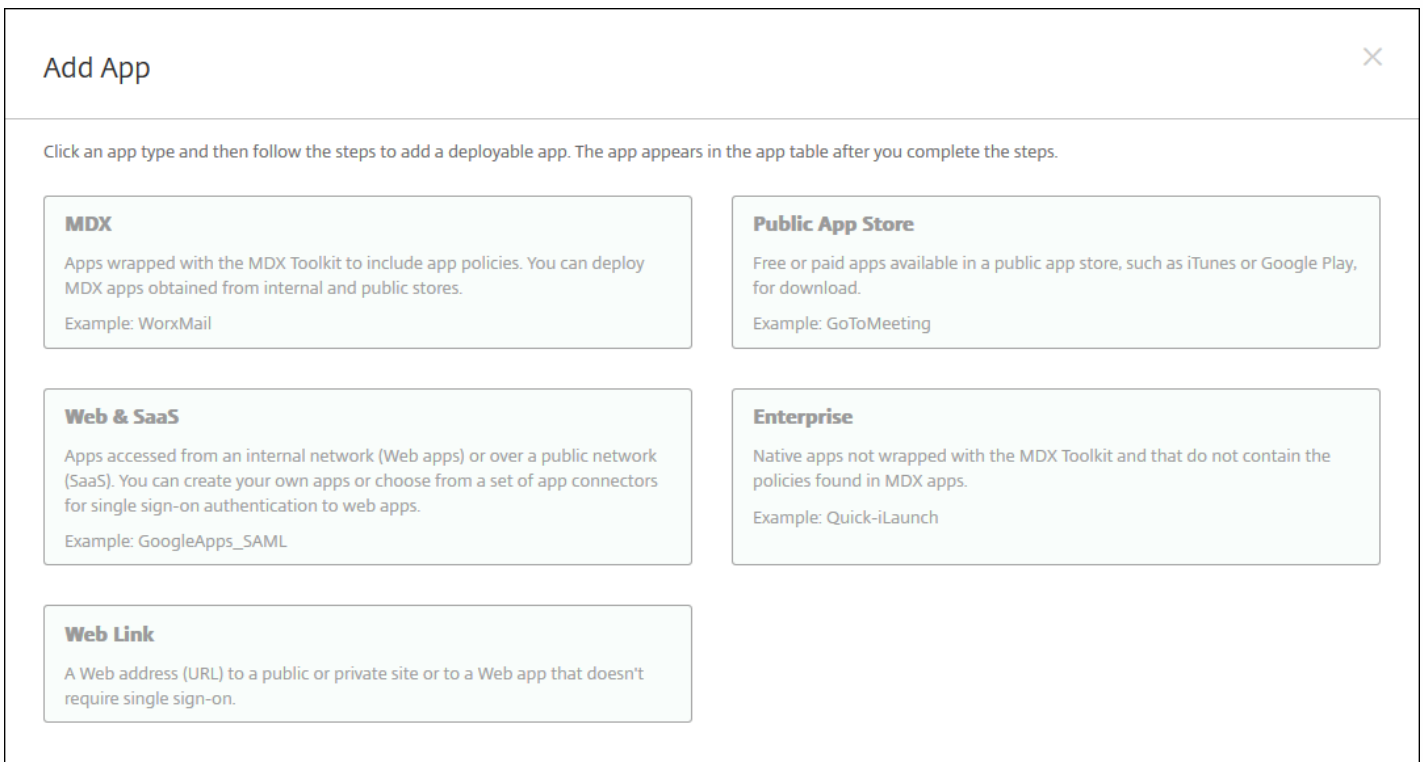 Add App
Click an app type and then follow the steps to add a deployable app. The app appears in the app table after you complete the steps.
MDX
Apps wrapped with the MDX Toolkit to include app policies. You can deploy
MDX apps obtained from internal and public stores.
Example: WorxMail
Public App Store
Free or paid apps available in a public app store, such as iTunes or Google Play,
for download.
Example: GoToMeeting
Web & SaaS
Apps accessed from an internal network (Web apps) or over a public network
(SaaS). You can create your own apps or choose from a set of app connectors
for single sign-on authentication to web apps.
Example: GoogleApps_SAML
Enterprise
Native apps not wrapped with the MDX Toolkit and that do not contain the
policies found in MDX apps.
Example: Quick-iLaunch
Web Link
A Web address (URL) to a public or private site or to a Web app that doesn't
require single sign-on.